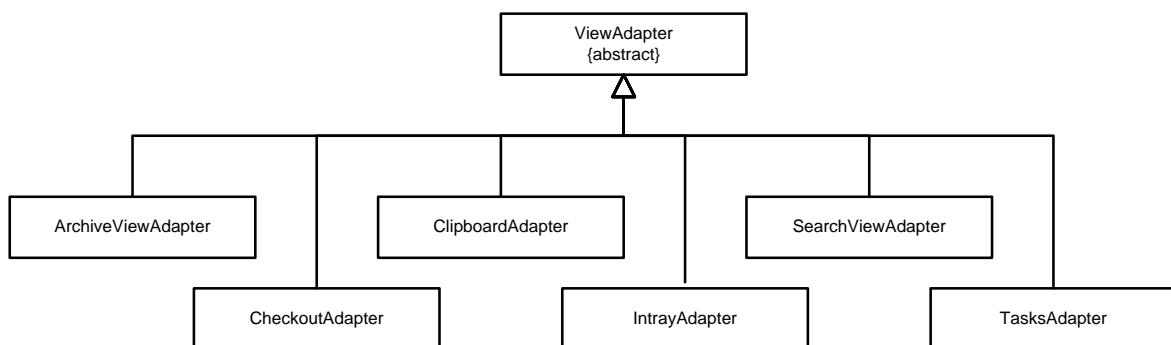 ViewAdapter
{abstract}
ArchiveViewAdapter
ClipboardAdapter
SearchViewAdapter
CheckoutAdapter
IntrayAdapter
TasksAdapter